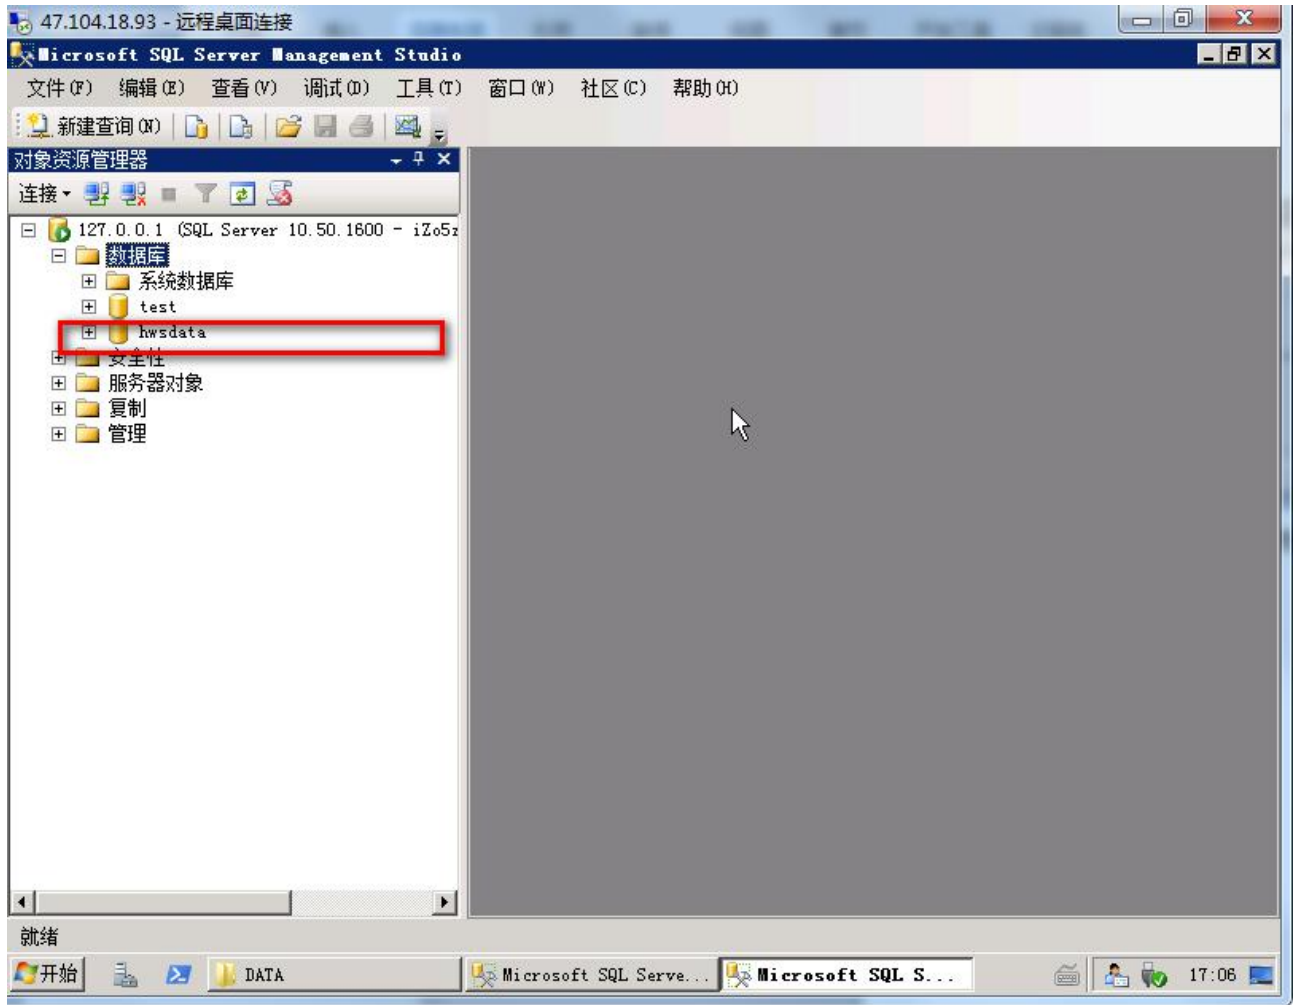 47.104.18.93 - 远程桌面连接
Microsoft SQL Server Management Studio
文件(F) 编辑(E) 查看(V) 调试(D) 工具(T) 窗口(W) 社区(C) 帮助(H)
新建查询(N)
对象资源管理器
连接
127.0.0.1 (SQL Server 10.50.1600 - iZo5z
数据库
系统数据库
test
hwsdata
安全性
服务器对象
复制
管理
就绪
开始 DATA Microsoft SQL Serve... Microsoft SQL S... 17:06